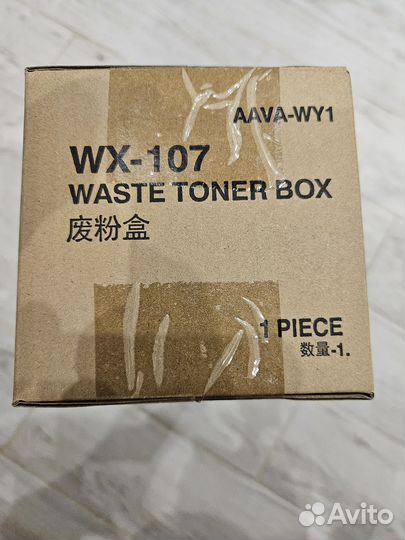 AAVA-WY1
WX-107
WASTE TONER BOX
废粉盒
1 PIECE
数量-1.
Avito